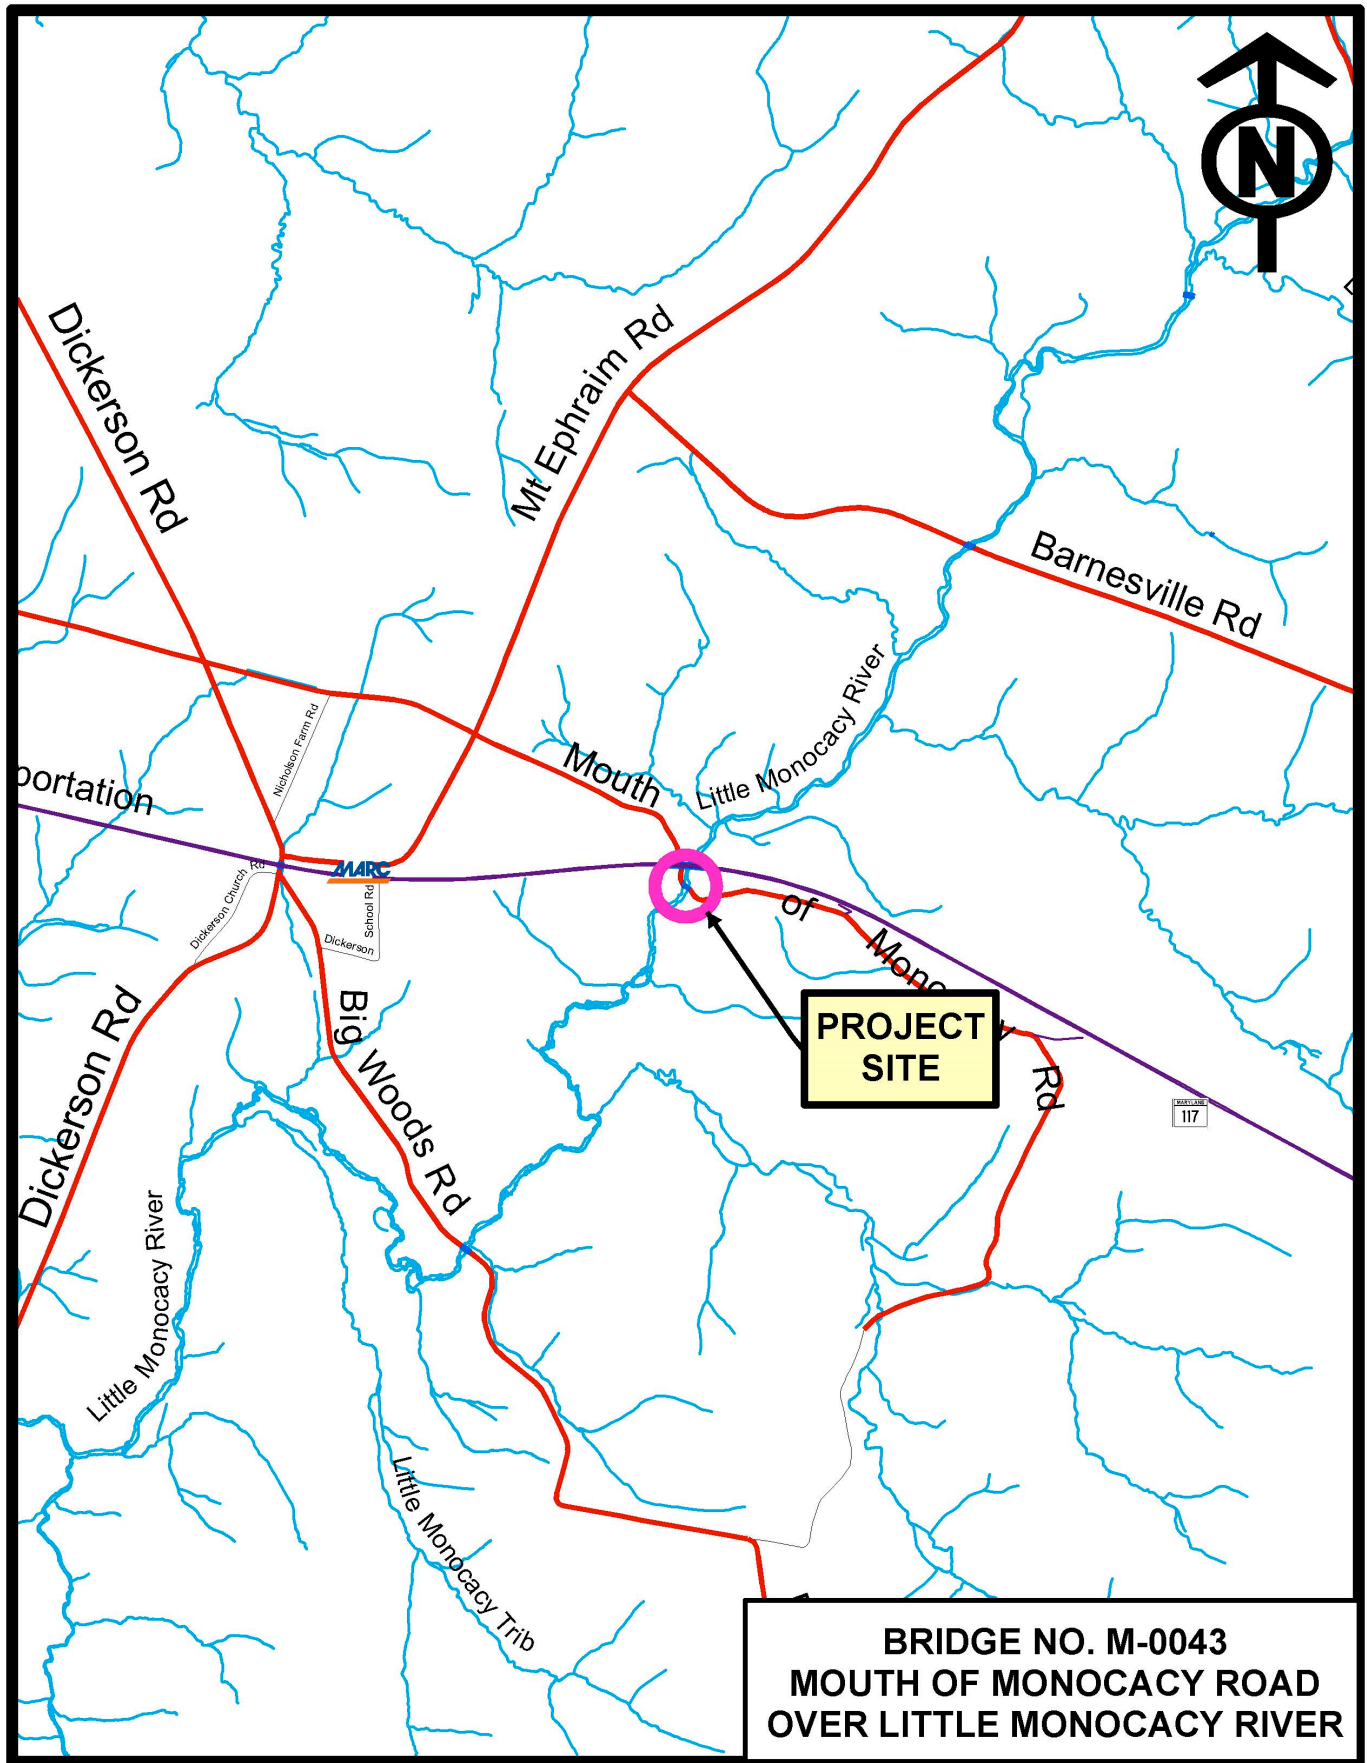 N
Dickerson Rd
Mt Ephraim Rd
Barnesville Rd
Little Monocacy River
Nicholson Farm Rd
Mouth
portation
MARC
Dickerson Church Rd
School Rd
Dickerson
of
Rd
PROJECT
SITE
MARYLAND
117
Dickerson Rd
Big Woods Rd
Little Monocacy River
Little Monocacy Trib
BRIDGE NO. M-0043
MOUTH OF MONOCACY ROAD
OVER LITTLE MONOCACY RIVER